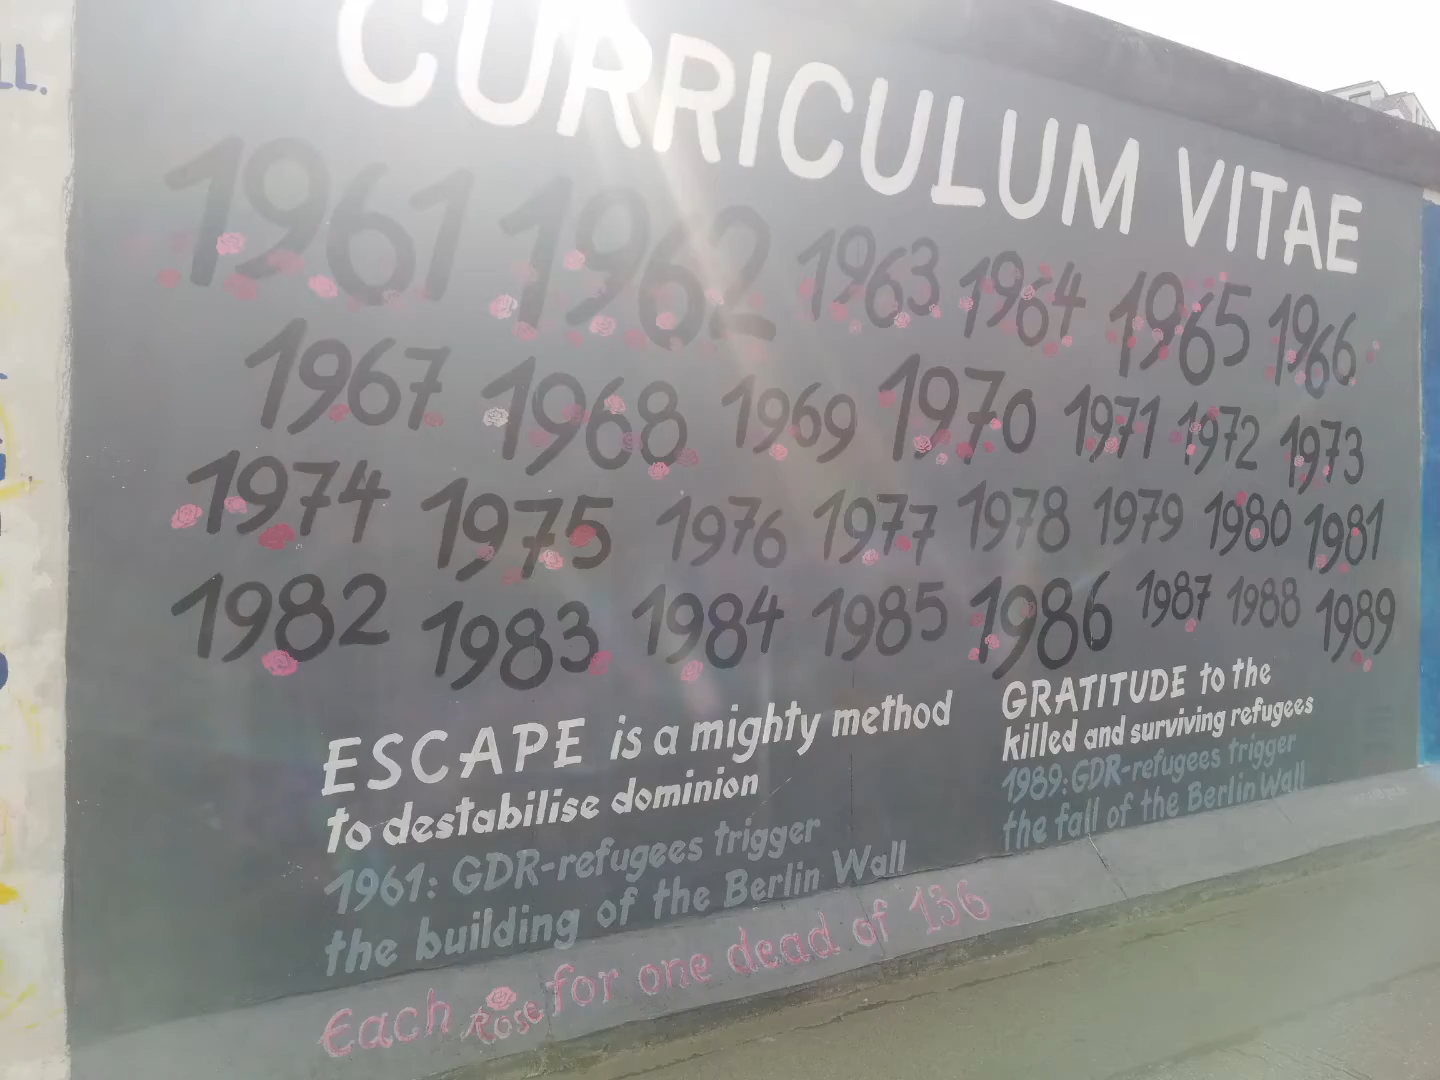 LL.
CURRICULUM VITAE
1961 1962 1963 1964 1965 1966
1967 1968 1969 1970 1971 1972 1973
1974 1975 1976 1977 1978 1979 1980 1981
1982 1983 1984 1985 1986 1987 1988 1989
ESCAPE is a mighty method
to destabilise dominion
1961: GDR-refugees trigger
the building of the Berlin Wall
GRATITUDE to the
killed and surviving refugees
1989: GDR-refugees trigger
the fall of the Berlin Wall
Each Rose for one dead of 136